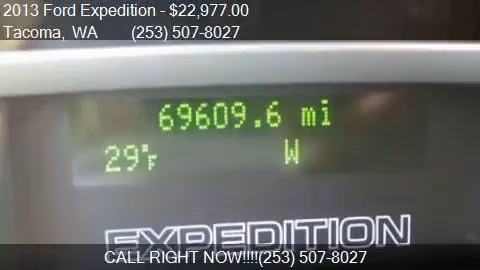 2013 Ford Expedition - $22,977.00
Tacoma, WA (253) 507-8027
69609.6 mi
29°F W
EXPEDITION
CALL RIGHT NOW!!!!(253) 507-8027